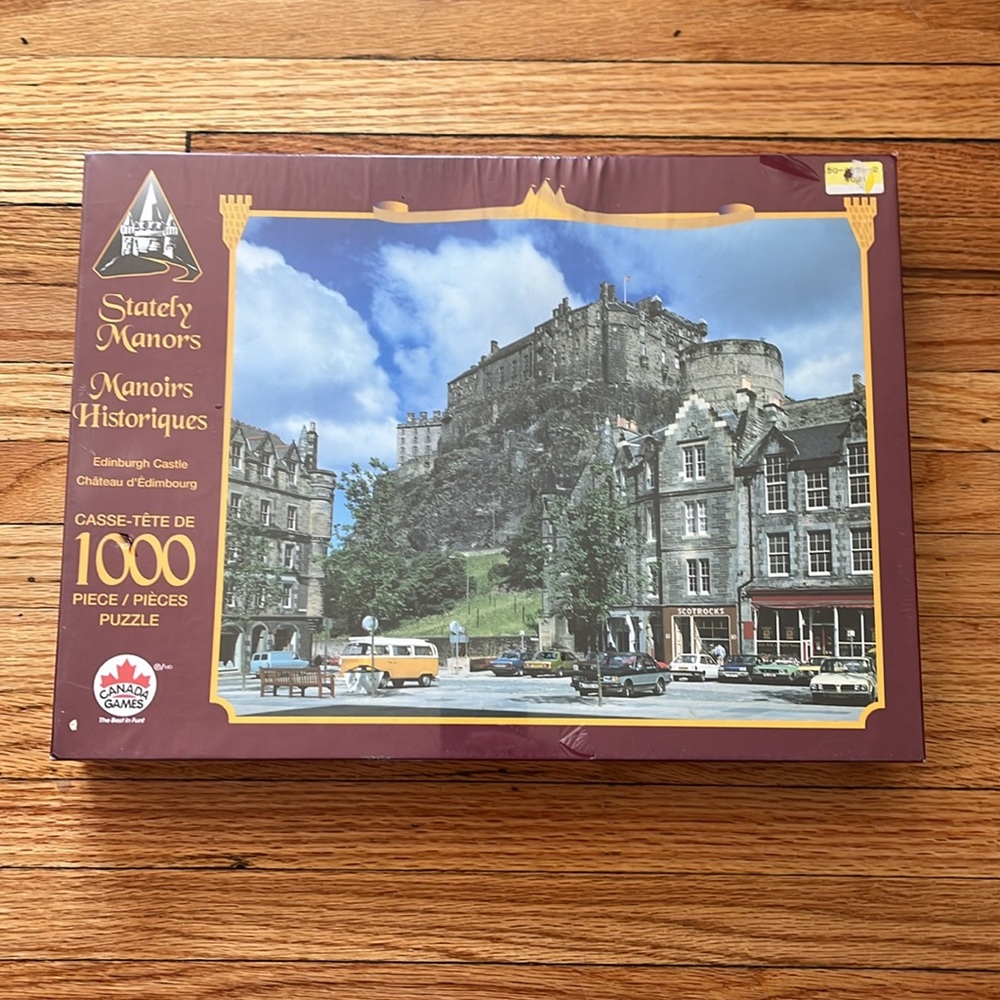 Stately
Manors
Manoirs
Historiques
Edinburgh Castle
Château d'Édimbourg
CASSE-TÊTE DE
1000
PIECE / PIÈCES
PUZZLE
CANADA
GAMES
The Best in Fun!
SCOTROCKS